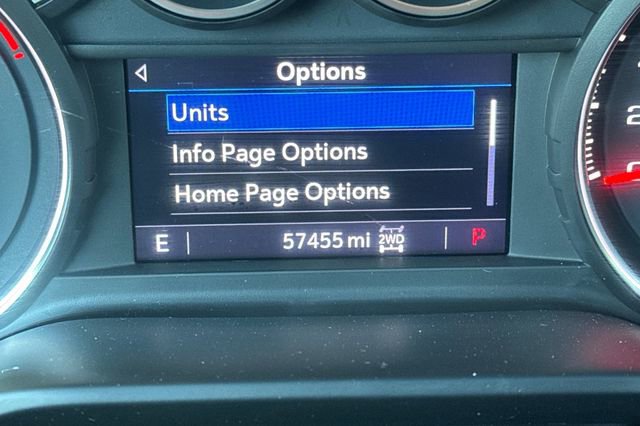 Options
Units
Info Page Options
Home Page Options
E 57455 mi 2WD P